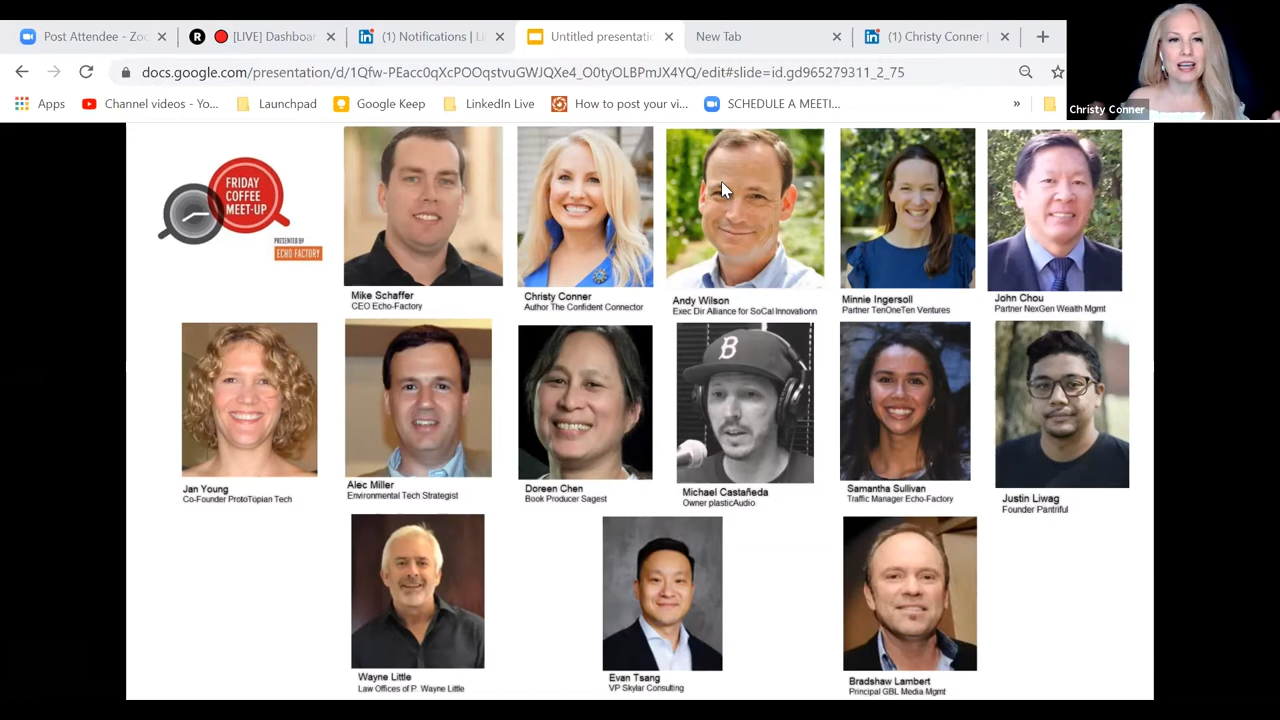 Post Attendee - Zoo
[LIVE] Dashboar
(1) Notifications | Li
Untitled presentatio
New Tab
(1) Christy Conner |
docs.google.com/presentation/d/1Qfw-PEacc0qXcPOOqstvuGWJQXe4_O0tyOLBPmJX4YQ/edit#slide=id.gd965279311_2_75
Apps
Channel videos - Yo...
Launchpad
Google Keep
LinkedIn Live
How to post your vi...
SCHEDULE A MEETI...
»
Christy Conner
FRIDAY
COFFEE
MEET-UP
PRESENTED BY
ECHO FACTORY
Mike Schaffer
CEO Echo-Factory
Christy Conner
Author The Confident Connector
Andy Wilson
Exec Dir Alliance for SoCal Innovationn
Minnie Ingersoll
Partner TenOneTen Ventures
John Chou
Partner NexGen Wealth Mgmt
B
Jan Young
Co-Founder ProtoTopian Tech
Alec Miller
Environmental Tech Strategist
Doreen Chen
Book Producer Sagest
Michael Castañeda
Owner plasticAudio
Samantha Sullivan
Traffic Manager Echo-Factory
Justin Liwag
Founder Pantriful
Wayne Little
Law Offices of P. Wayne Little
Evan Tsang
VP Skylar Consulting
Bradshaw Lambert
Principal GBL Media Mgmt